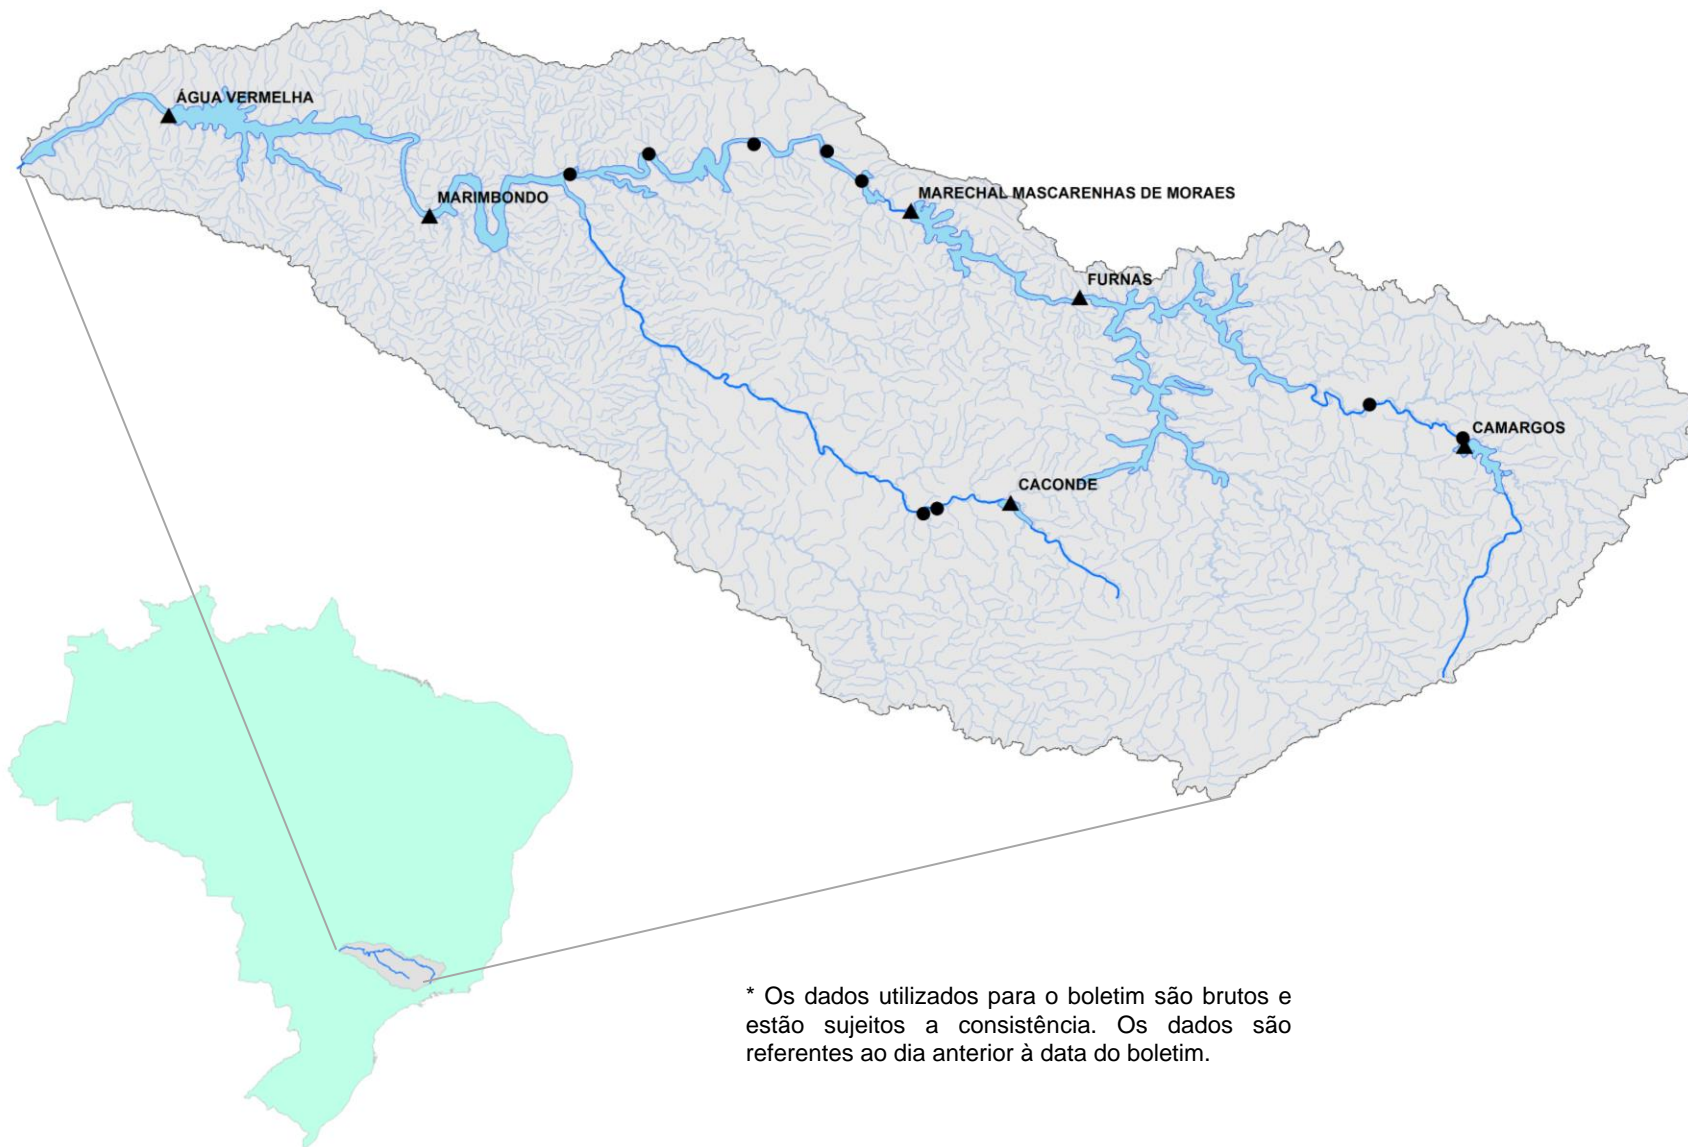 ÁGUA VERMELHA
MARIMBONDO
MARECHAL MASCARENHAS DE MORAES
FURNAS
CAMARGOS
CACONDE
* Os dados utilizados para o boletim são brutos e
estão sujeitos a consistência. Os dados são
referentes ao dia anterior à data do boletim.